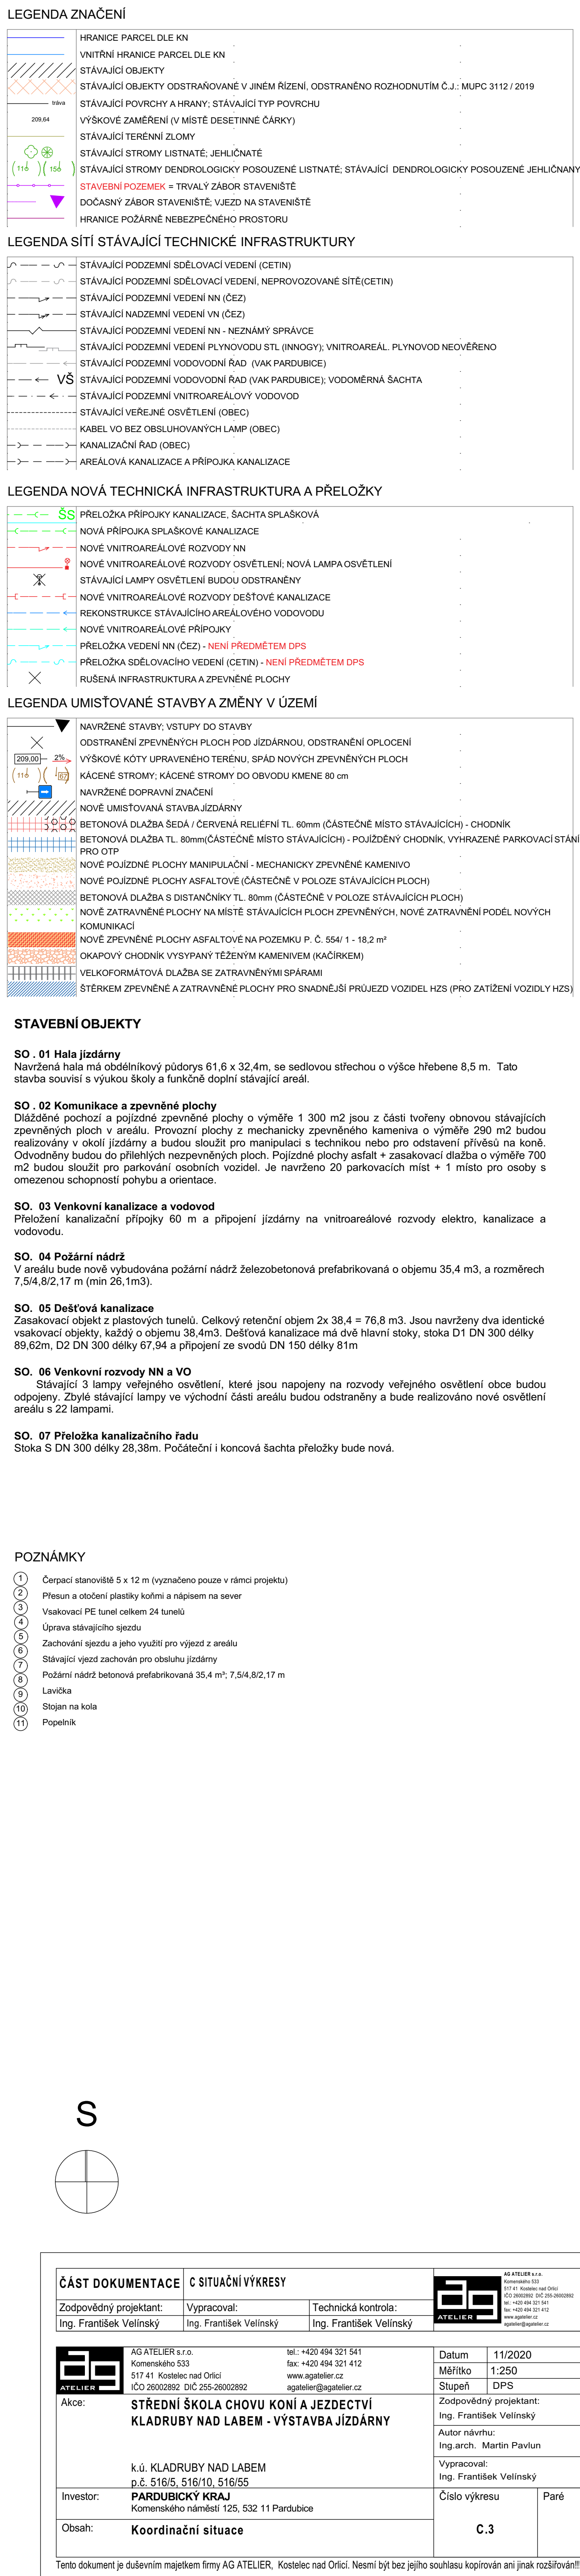 LEGENDA ZNAČENÍ
HRANICE PARCEL DLE KN
VNITŘNÍ HRANICE PARCEL DLE KN
STÁVAJÍCÍ OBJEKTY
STÁVAJÍCÍ OBJEKTY ODSTRAŇOVANÉ V JINÉM ŘÍZENÍ, ODSTRANĚNO ROZHODNUTÍM Č.J.: MUPC 3112 / 2019
tráva STÁVAJÍCÍ POVRCHY A HRANY; STÁVAJÍCÍ TYP POVRCHU
209,64 VÝŠKOVÉ ZAMĚŘENÍ (V MÍSTĚ DESETINNÉ ČÁRKY)
STÁVAJÍCÍ TERÉNNÍ ZLOMY
STÁVAJÍCÍ STROMY LISTNATÉ; JEHLIČNATÉ
116 156 STÁVAJÍCÍ STROMY DENDROLOGICKY POSOUZENÉ LISTNATÉ; STÁVAJÍCÍ DENDROLOGICKY POSOUZENÉ JEHLIČNANY
STAVEBNÍ POZEMEK = TRVALÝ ZÁBOR STAVENIŠTĚ
DOČASNÝ ZÁBOR STAVENIŠTĚ; VJEZD NA STAVENIŠTĚ
HRANICE POŽÁRNĚ NEBEZPEČNÉHO PROSTORU
LEGENDA SÍTÍ STÁVAJÍCÍ TECHNICKÉ INFRASTRUKTURY
STÁVAJÍCÍ PODZEMNÍ SDĚLOVACÍ VEDENÍ (CETIN)
STÁVAJÍCÍ PODZEMNÍ SDĚLOVACÍ VEDENÍ, NEPROVOZOVANÉ SÍTĚ(CETIN)
STÁVAJÍCÍ PODZEMNÍ VEDENÍ NN (ČEZ)
STÁVAJÍCÍ NADZEMNÍ VEDENÍ VN (ČEZ)
STÁVAJÍCÍ PODZEMNÍ VEDENÍ NN - NEZNÁMÝ SPRÁVCE
STÁVAJÍCÍ PODZEMNÍ VEDENÍ PLYNOVODU STL (INNOGY); VNITROAREÁL. PLYNOVOD NEOVĚŘENO
STÁVAJÍCÍ PODZEMNÍ VODOVODNÍ ŘAD (VAK PARDUBICE)
VŠ STÁVAJÍCÍ PODZEMNÍ VODOVODNÍ ŘAD (VAK PARDUBICE); VODOMĚRNÁ ŠACHTA
STÁVAJÍCÍ PODZEMNÍ VNITROAREÁLOVÝ VODOVOD
STÁVAJÍCÍ VEŘEJNÉ OSVĚTLENÍ (OBEC)
KABEL VO BEZ OBSLUHOVANÝCH LAMP (OBEC)
KANALIZAČNÍ ŘAD (OBEC)
AREÁLOVÁ KANALIZACE A PŘÍPOJKA KANALIZACE
LEGENDA NOVÁ TECHNICKÁ INFRASTRUKTURA A PŘELOŽKY
ŠS PŘELOŽKA PŘÍPOJKY KANALIZACE, ŠACHTA SPLAŠKOVÁ
NOVÁ PŘÍPOJKA SPLAŠKOVÉ KANALIZACE
NOVÉ VNITROAREÁLOVÉ ROZVODY NN
NOVÉ VNITROAREÁLOVÉ ROZVODY OSVĚTLENÍ; NOVÁ LAMPA OSVĚTLENÍ
STÁVAJÍCÍ LAMPY OSVĚTLENÍ BUDOU ODSTRANĚNY
NOVÉ VNITROAREÁLOVÉ ROZVODY DEŠŤOVÉ KANALIZACE
REKONSTRUKCE STÁVAJÍCÍHO AREÁLOVÉHO VODOVODU
NOVÉ VNITROAREÁLOVÉ PŘÍPOJKY
PŘELOŽKA VEDENÍ NN (ČEZ) - NENÍ PŘEDMĚTEM DPS
PŘELOŽKA SDĚLOVACÍHO VEDENÍ (CETIN) - NENÍ PŘEDMĚTEM DPS
RUŠENÁ INFRASTRUKTURA A ZPEVNĚNÉ PLOCHY
LEGENDA UMISŤOVANÉ STAVBY A ZMĚNY V ÚZEMÍ
NAVRŽENÉ STAVBY; VSTUPY DO STAVBY
ODSTRANĚNÍ ZPEVNĚNÝCH PLOCH POD JÍZDÁRNOU, ODSTRANĚNÍ OPLOCENÍ
209,00 2% VÝŠKOVÉ KÓTY UPRAVENÉHO TERÉNU, SPÁD NOVÝCH ZPEVNĚNÝCH PLOCH
116 67 KÁCENÉ STROMY; KÁCENÉ STROMY DO OBVODU KMENE 80 cm
NAVRŽENÉ DOPRAVNÍ ZNAČENÍ
NOVĚ UMISŤOVANÁ STAVBA JÍZDÁRNY
BETONOVÁ DLAŽBA ŠEDÁ / ČERVENÁ RELIÉFNÍ TL. 60mm (ČÁSTEČNĚ MÍSTO STÁVAJÍCÍCH) - CHODNÍK
BETONOVÁ DLAŽBA TL. 80mm(ČÁSTEČNĚ MÍSTO STÁVAJÍCÍCH) - POJÍŽDĚNÝ CHODNÍK, VYHRAZENÉ PARKOVACÍ STÁNÍ
PRO OTP
NOVÉ POJÍZDNÉ PLOCHY MANIPULAČNÍ - MECHANICKY ZPEVNĚNÉ KAMENIVO
NOVÉ POJÍZDNÉ PLOCHY ASFALTOVÉ (ČÁSTEČNĚ V POLOZE STÁVAJÍCÍCH PLOCH)
BETONOVÁ DLAŽBA S DISTANČNÍKY TL. 80mm (ČÁSTEČNĚ V POLOZE STÁVAJÍCÍCH PLOCH)
NOVĚ ZATRAVNĚNÉ PLOCHY NA MÍSTĚ STÁVAJÍCÍCH PLOCH ZPEVNĚNÝCH, NOVÉ ZATRAVNĚNÍ PODÉL NOVÝCH
KOMUNIKACÍ
NOVĚ ZPEVNĚNÉ PLOCHY ASFALTOVÉ NA POZEMKU P. Č. 554/ 1 - 18,2 m²
OKAPOVÝ CHODNÍK VYSYPANÝ TĚŽENÝM KAMENIVEM (KAČÍRKEM)
VELKOFORMÁTOVÁ DLAŽBA SE ZATRAVNĚNÝMI SPÁRAMI
ŠTĚRKEM ZPEVNĚNÉ A ZATRAVNĚNÉ PLOCHY PRO SNADNĚJŠÍ PRŮJEZD VOZIDEL HZS (PRO ZATÍŽENÍ VOZIDLY HZS)
STAVEBNÍ OBJEKTY
SO . 01 Hala jízdárny
Navržená hala má obdélníkový půdorys 61,6 x 32,4m, se sedlovou střechou o výšce hřebene 8,5 m. Tato
stavba souvisí s výukou školy a funkčně doplní stávající areál.
SO . 02 Komunikace a zpevněné plochy
Dlážděné pochozí a pojízdné zpevněné plochy o výměře 1 300 m2 jsou z části tvořeny obnovou stávajících
zpevněných ploch v areálu. Provozní plochy z mechanicky zpevněného kameniva o výměře 290 m2 budou
realizovány v okolí jízdárny a budou sloužit pro manipulaci s technikou nebo pro odstavení přívěsů na koně.
Odvodněny budou do přilehlých nezpevněných ploch. Pojízdné plochy asfalt + zasakovací dlažba o výměře 700
m2 budou sloužit pro parkování osobních vozidel. Je navrženo 20 parkovacích míst + 1 místo pro osoby s
omezenou schopností pohybu a orientace.
SO. 03 Venkovní kanalizace a vodovod
Přeložení kanalizační přípojky 60 m a připojení jízdárny na vnitroareálové rozvody elektro, kanalizace a
vodovodu.
SO. 04 Požární nádrž
V areálu bude nově vybudována požární nádrž železobetonová prefabrikovaná o objemu 35,4 m3, a rozměrech
7,5/4,8/2,17 m (min 26,1m3).
SO. 05 Dešťová kanalizace
Zasakovací objekt z plastových tunelů. Celkový retenční objem 2x 38,4 = 76,8 m3. Jsou navrženy dva identické
vsakovací objekty, každý o objemu 38,4m3. Dešťová kanalizace má dvě hlavní stoky, stoka D1 DN 300 délky
89,62m, D2 DN 300 délky 67,94 a připojení ze svodů DN 150 délky 81m
SO. 06 Venkovní rozvody NN a VO
Stávající 3 lampy veřejného osvětlení, které jsou napojeny na rozvody veřejného osvětlení obce budou
odpojeny. Zbylé stávající lampy ve východní části areálu budou odstraněny a bude realizováno nové osvětlení
areálu s 22 lampami.
SO. 07 Přeložka kanalizačního řadu
Stoka S DN 300 délky 28,38m. Počáteční i koncová šachta přeložky bude nová.
POZNÁMKY
1 Čerpací stanoviště 5 x 12 m (vyznačeno pouze v rámci projektu)
2 Přesun a otočení plastiky koňmi a nápisem na sever
3 Vsakovací PE tunel celkem 24 tunelů
4 Úprava stávajícího sjezdu
5 Zachování sjezdu a jeho využití pro výjezd z areálu
6 Stávající vjezd zachován pro obsluhu jízdárny
7 Požární nádrž betonová prefabrikovaná 35,4 m³; 7,5/4,8/2,17 m
8 Lavička
9 Stojan na kola
10 Popelník
11
S
ČÁST DOKUMENTACE C SITUAČNÍ VÝKRESY
Zodpovědný projektant: Vypracoval: Technická kontrola:
Ing. František Velínský Ing. František Velínský Ing. František Velínský
ag ATELIER
AG ATELIER s.r.o.
Komenského 533
517 41 Kostelec nad Orlicí
IČO 26002892 DIČ 255-26002892
tel.: +420 494 321 541
fax: +420 494 321 412
www.agatelier.cz
agatelier@agatelier.cz
ag ATELIER
AG ATELIER s.r.o. tel.: +420 494 321 541
Komenského 533 fax: +420 494 321 412
517 41 Kostelec nad Orlicí www.agatelier.cz
IČO 26002892 DIČ 255-26002892 agatelier@agatelier.cz
Datum 11/2020
Měřítko 1:250
Stupeň DPS
Akce: STŘEDNÍ ŠKOLA CHOVU KONÍ A JEZDECTVÍ
KLADRUBY NAD LABEM - VÝSTAVBA JÍZDÁRNY
k.ú. KLADRUBY NAD LABEM
p.č. 516/5, 516/10, 516/55
Zodpovědný projektant:
Ing. František Velínský
Autor návrhu:
Ing.arch. Martin Pavlun
Vypracoval:
Ing. František Velínský
Investor: PARDUBICKÝ KRAJ
Komenského náměstí 125, 532 11 Pardubice
Číslo výkresu Paré
C.3
Obsah: Koordinační situace
Tento dokument je duševním majetkem firmy AG ATELIER, Kostelec nad Orlicí. Nesmí být bez jejího souhlasu kopírován ani jinak rozšiřován!!!